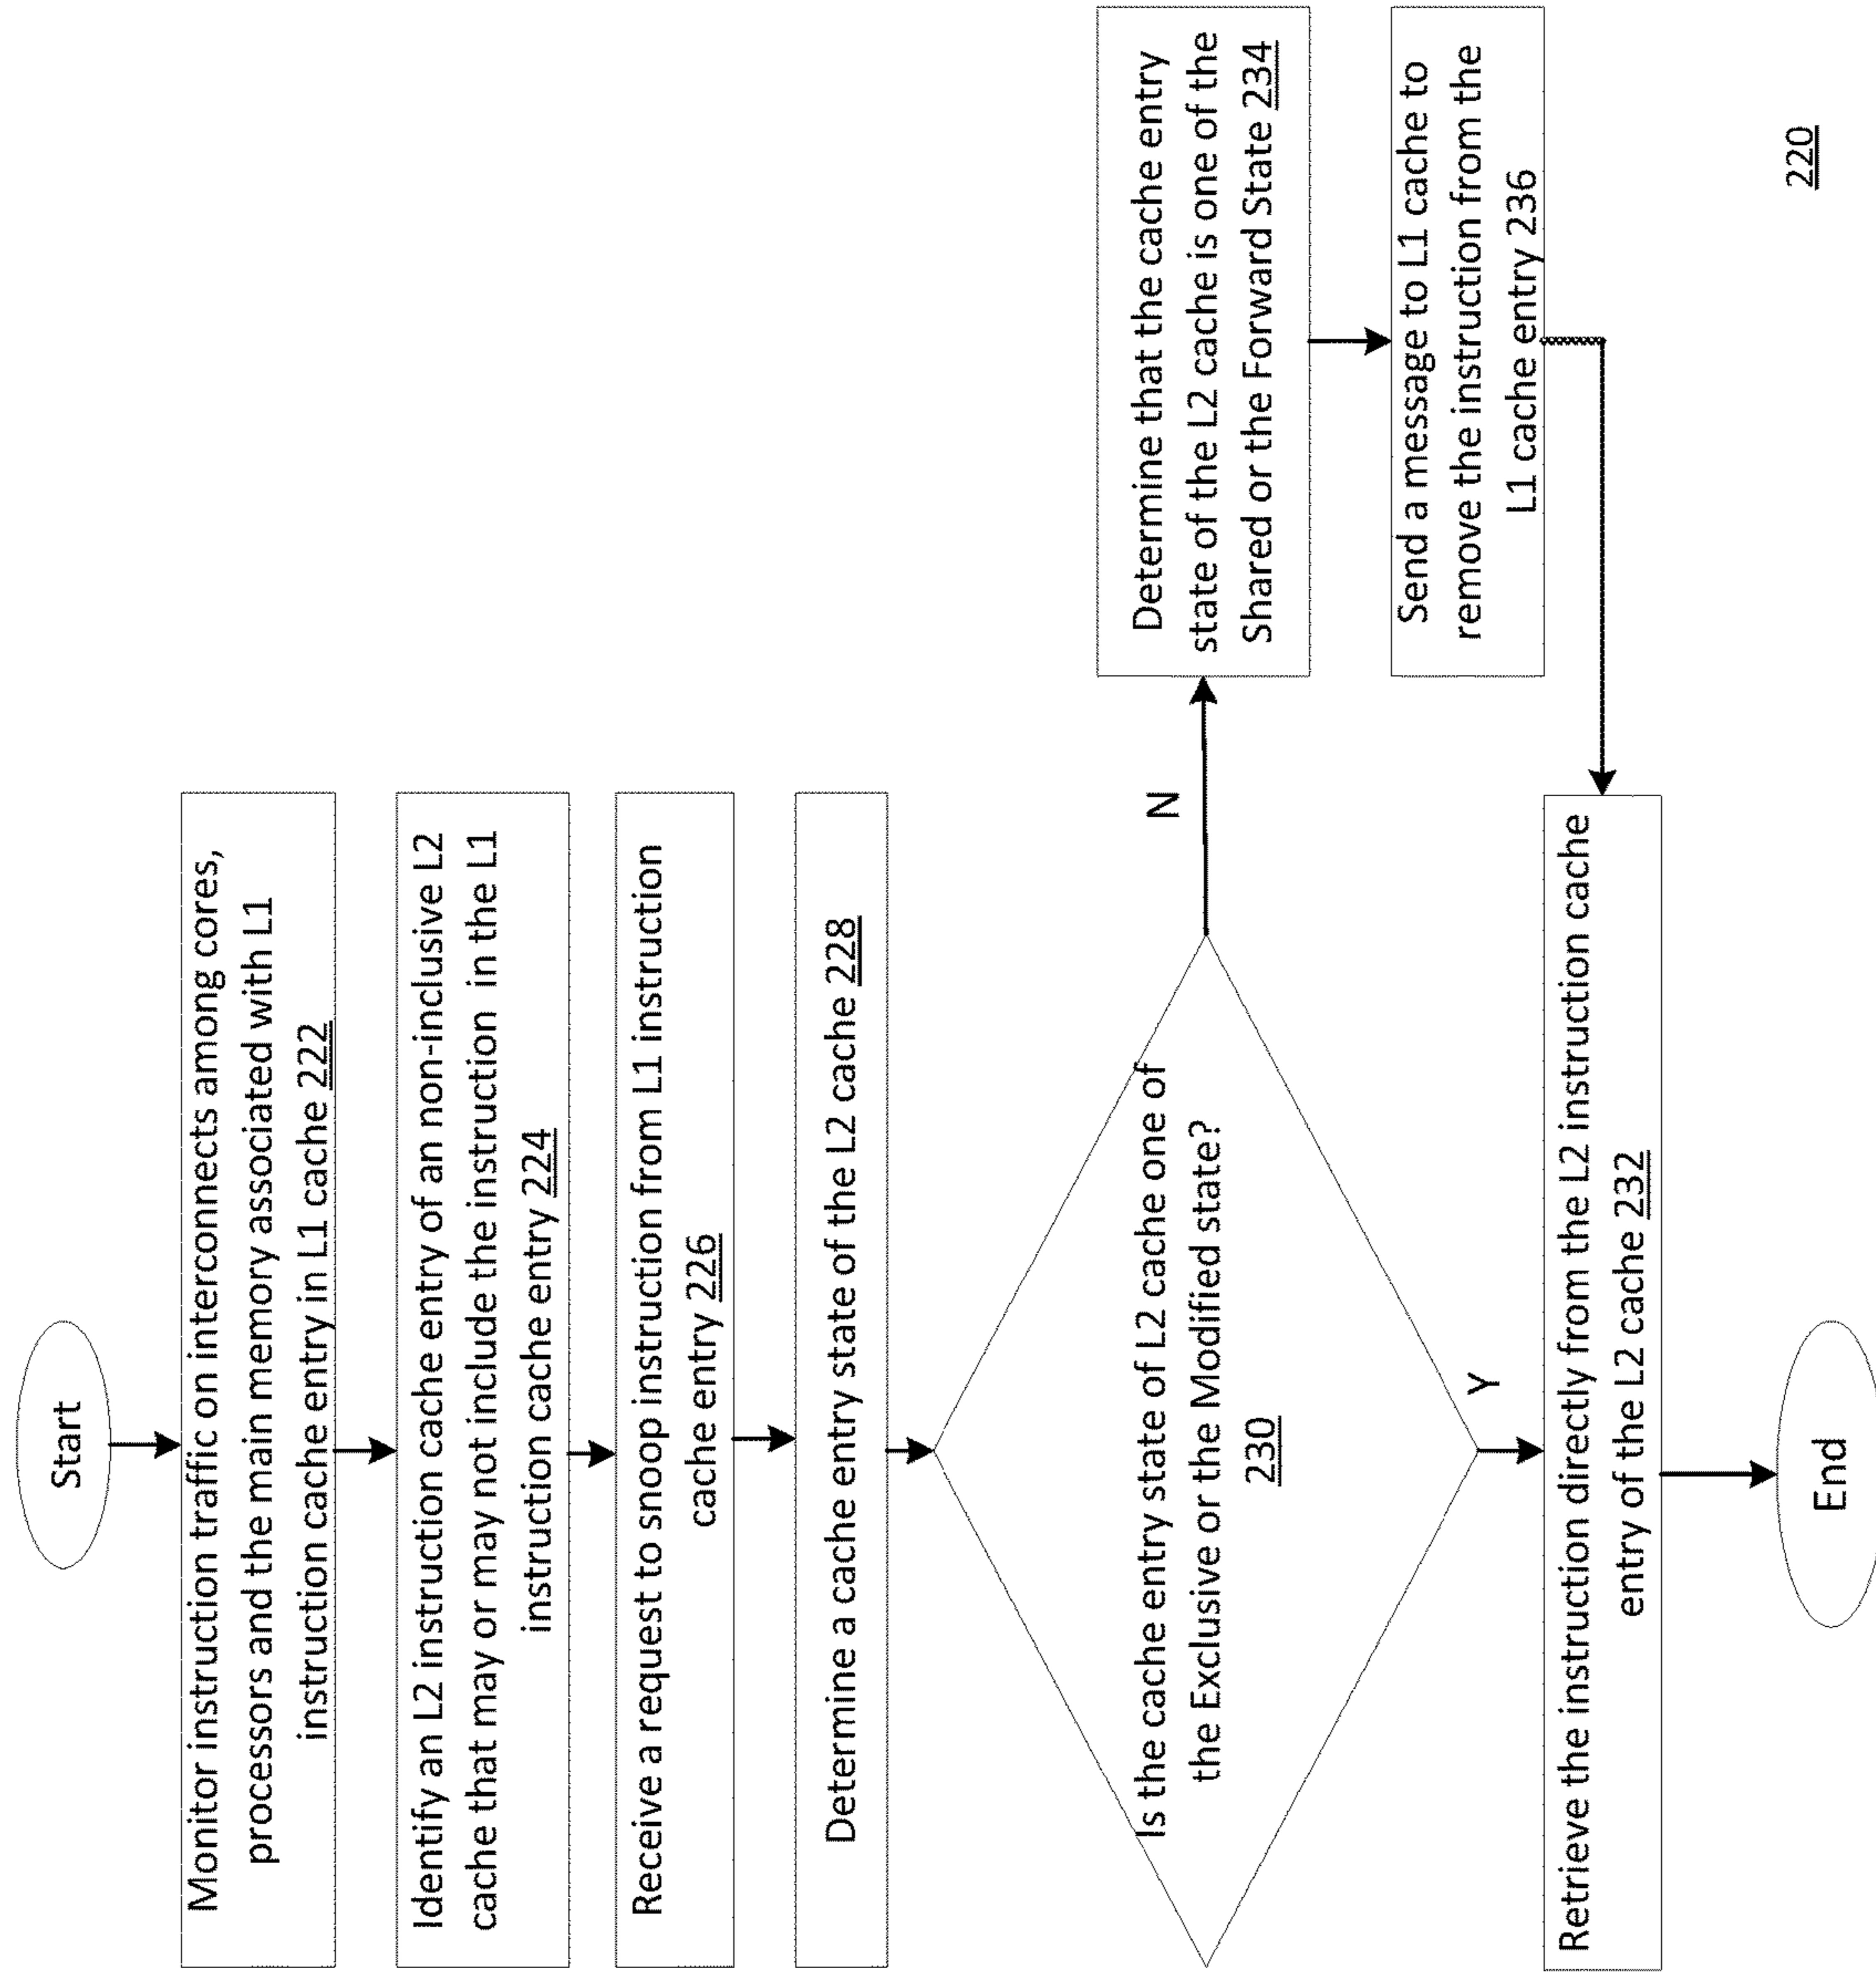 Start
Monitor instruction traffic on interconnects among cores,
processors and the main memory associated with L1
instruction cache entry in L1 cache 222
Identify an L2 instruction cache entry of an non-inclusive L2
cache that may or may not include the instruction in the L1
instruction cache entry 224
Receive a request to snoop instruction from L1 instruction
cache entry 226
Determine a cache entry state of the L2 cache 228
Is the cache entry state of L2 cache one of
the Exclusive or the Modified state?
230
N
Determine that the cache entry
state of the L2 cache is one of the
Shared or the Forward State 234
Send a message to L1 cache to
remove the instruction from the
L1 cache entry 236
Y
Retrieve the instruction directly from the L2 instruction cache
entry of the L2 cache 232
End
220